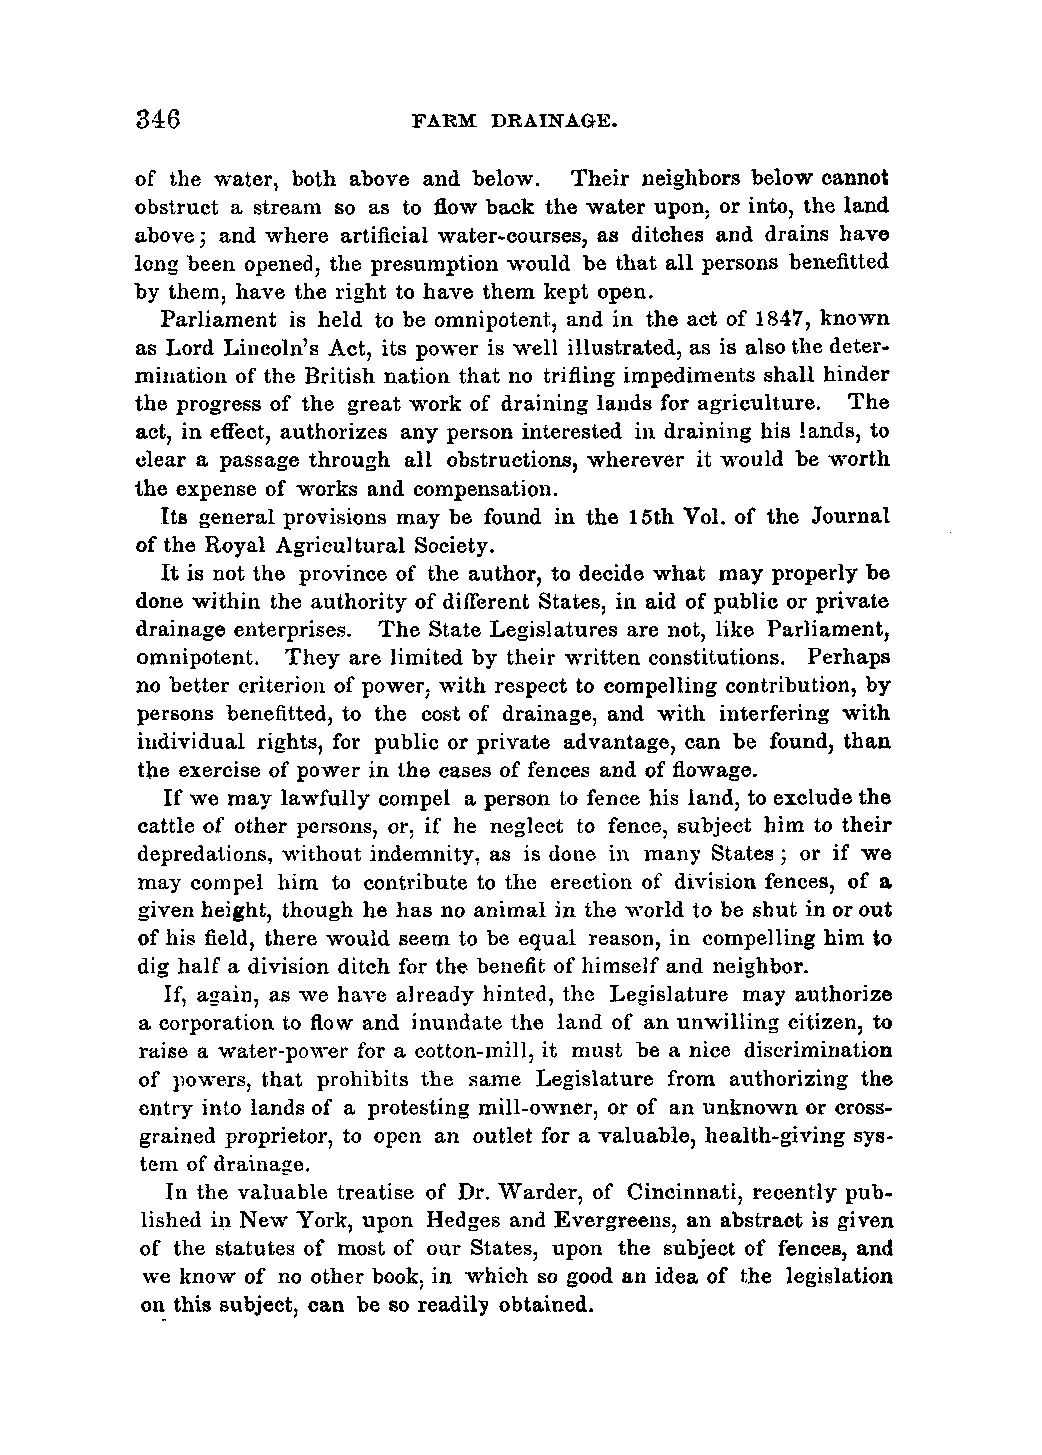 346 FARM DRAINAGE.
of the water, both above and below. Their neighbors below cannot
obstruct a stream so as to flow back the water upon, or into, the land
above; and where artificial water-courses, as ditches and drains have
long been opened, the presumption would be that all persons benefitted
by them, have the right to have them kept open.
Parliament is held to be omnipotent, and in the act of 1847, known
as Lord Lincoln's Act, its power is well illustrated, as is also the deter-
mination of the British nation that no trifling impediments shall hinder
the progress of the great work of draining lands for agriculture. The
act, in effect, authorizes any person interested in draining his lands, to
clear a passage through all obstructions, wherever it would be worth
the expense of works and compensation.
Its general provisions may be found in the 15th Vol. of the Journal
of the Royal Agricultural Society.
It is not the province of the author, to decide what may properly be
done within the authority of different States, in aid of public or private
drainage enterprises. The State Legislatures are not, like Parliament,
omnipotent. They are limited by their written constitutions. Perhaps
no better criterion of power, with respect to compelling contribution, by
persons benefitted, to the cost of drainage, and with interfering with
individual rights, for public or private advantage, can be found, than
the exercise of power in the cases of fences and of flowage.
If we may lawfully compel a person to fence his land, to exclude the
cattle of other persons, or, if he neglect to fence, subject him to their
depredations, without indemnity, as is done in many States; or if we
may compel him to contribute to the erection of division fences, of a
given height, though he has no animal in the world to be shut in or out
of his field, there would seem to be equal reason, in compelling him to
dig half a division ditch for the benefit of himself and neighbor.
If, again, as we have already hinted, the Legislature may authorize
a corporation to flow and inundate the land of an unwilling citizen, to
raise a water-power for a cotton-mill, it must be a nice discrimination
of powers, that prohibits the same Legislature from authorizing the
entry into lands of a protesting mill-owner, or of an unknown or cross-
grained proprietor, to open an outlet for a valuable, health-giving sys-
tem of drainage.
In the valuable treatise of Dr. Warder, of Cincinnati, recently pub-
lished in New York, upon Hedges and Evergreens, an abstract is given
of the statutes of most of our States, upon the subject of fences, and
we know of no other book, in which so good an idea of the legislation
on this subject, can be so readily obtained.